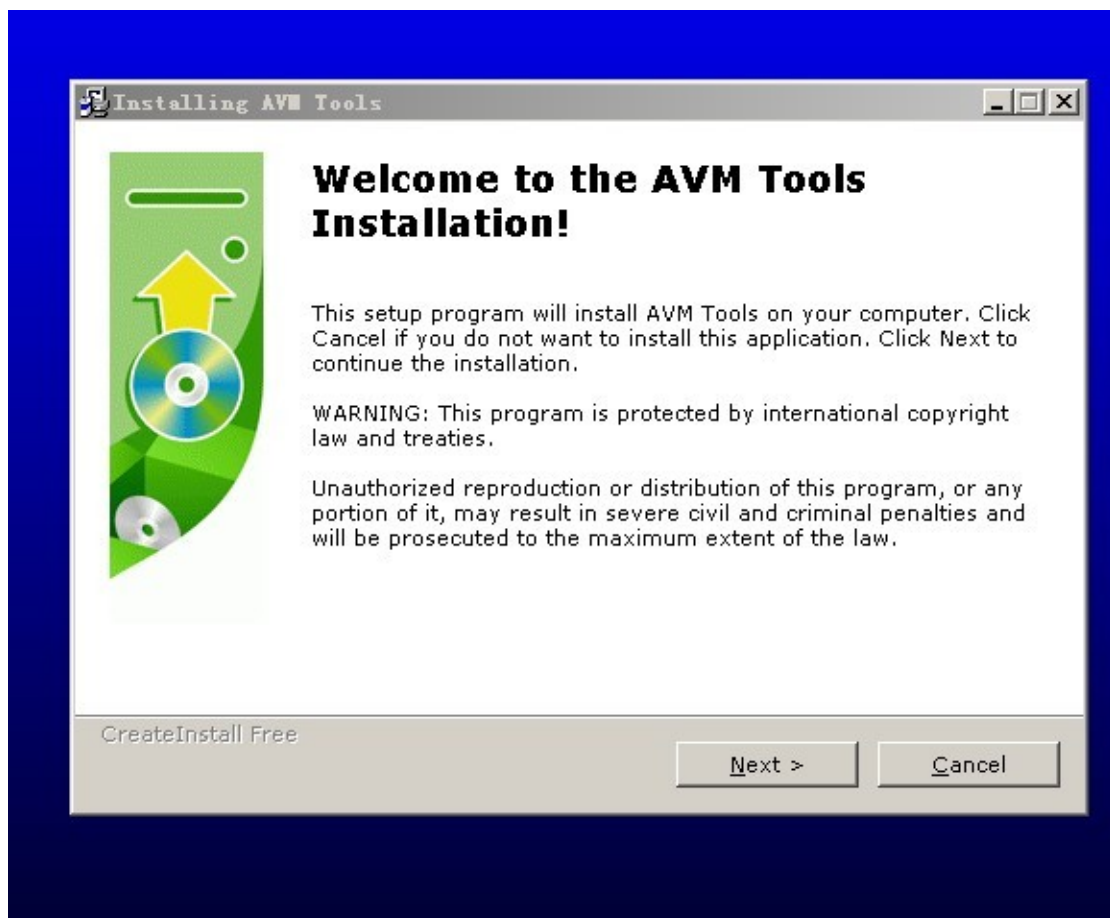 Installing AVM Tools
Welcome to the AVM Tools
Installation!
This setup program will install AVM Tools on your computer. Click
Cancel if you do not want to install this application. Click Next to
continue the installation.
WARNING: This program is protected by international copyright
law and treaties.
Unauthorized reproduction or distribution of this program, or any
portion of it, may result in severe civil and criminal penalties and
will be prosecuted to the maximum extent of the law.
CreateInstall Free
Next >
Cancel